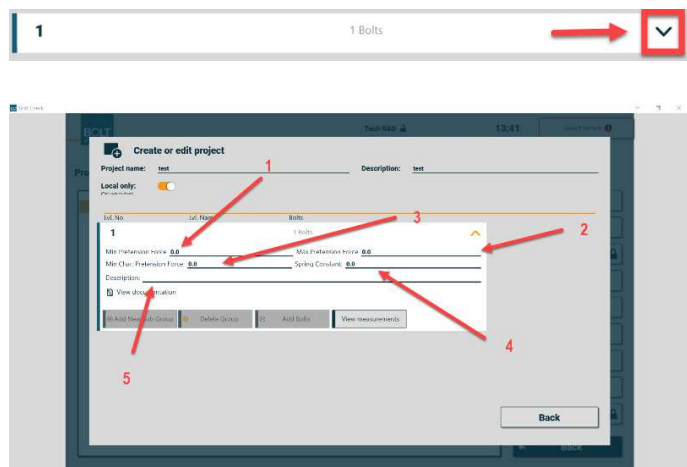 1 1 Bolts
Bolt Check
BOLT Tech R&D 13:41
Create or edit project
1
Project name: test Description: test
Local only:
3
Lvl. No Lvl. Name Bolts
2
1 1 Bolts
Min Pretension Force 0.0 Max Pretension Force 0.0
Min Char. Pretension Force 0.0 Spring Constant 0.0
Description:
View documentation
Add New Sub Group Delete Group Add Bolts View measurements
4
5
Back
Back